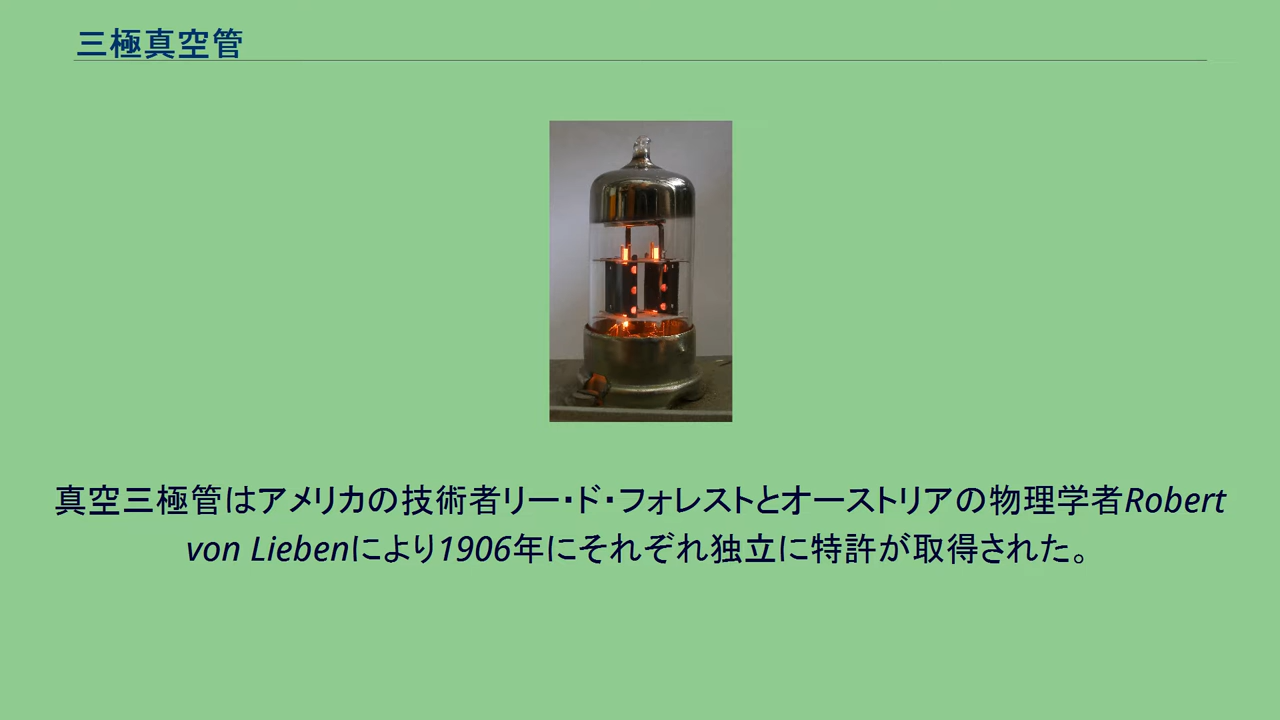 三極真空管
真空三極管はアメリカの技術者リー・ド・フォレストとオーストリアの物理学者Robert
von Liebenにより1906年にそれぞれ独立に特許が取得された。